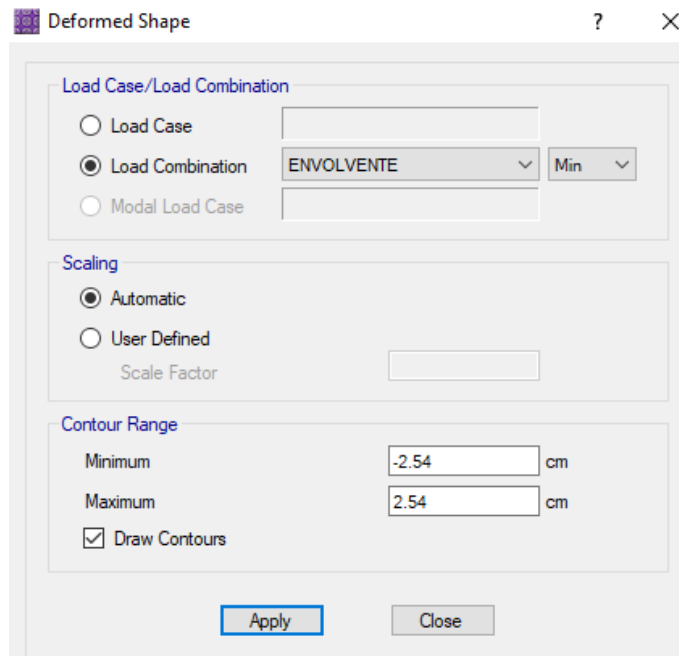 Deformed Shape ?
Load Case/Load Combination
Load Case
Load Combination ENVOLVENTE Min
Modal Load Case
Scaling
Automatic
User Defined
Scale Factor
Contour Range
Minimum -2.54 cm
Maximum 2.54 cm
Draw Contours
Apply Close